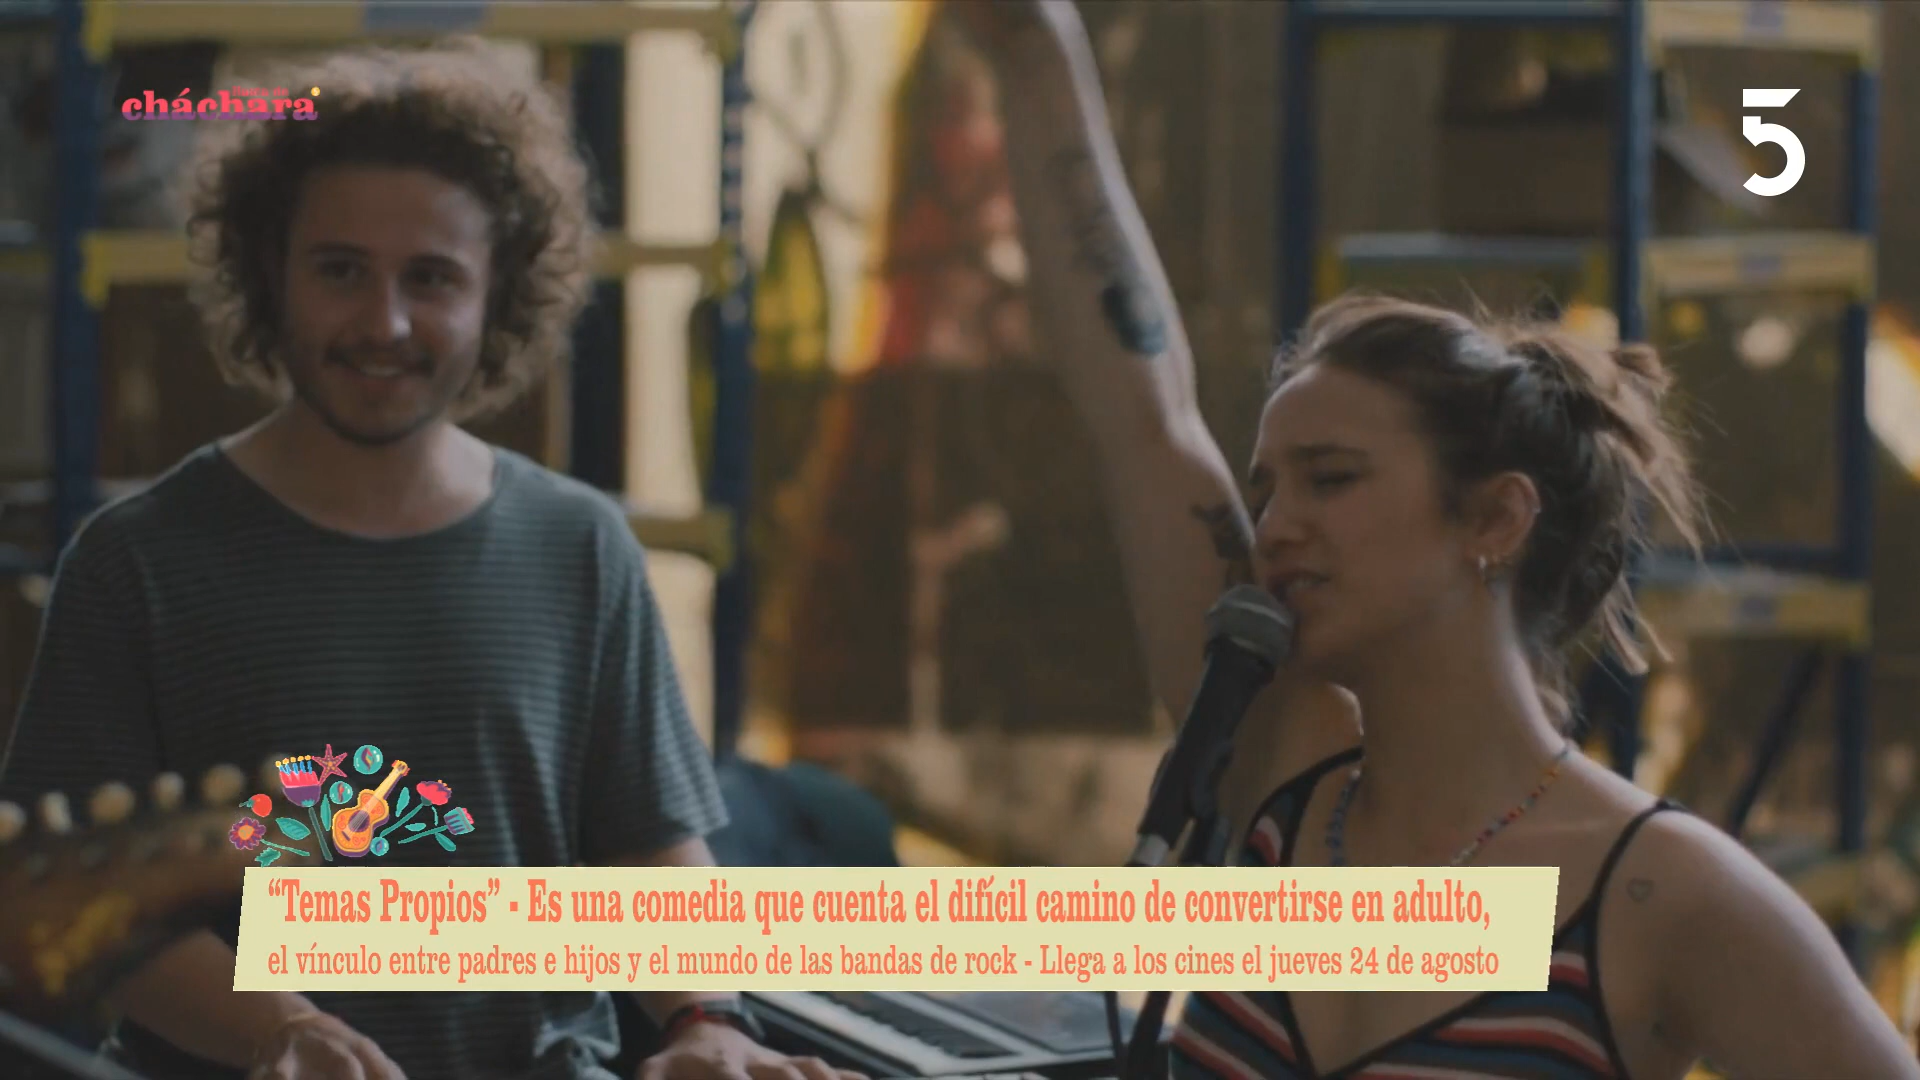 cháchara
5
“Temas Propios” - Es una comedia que cuenta el difícil camino de convertirse en adulto,
el vínculo entre padres e hijos y el mundo de las bandas de rock - Llega a los cines el jueves 24 de agosto